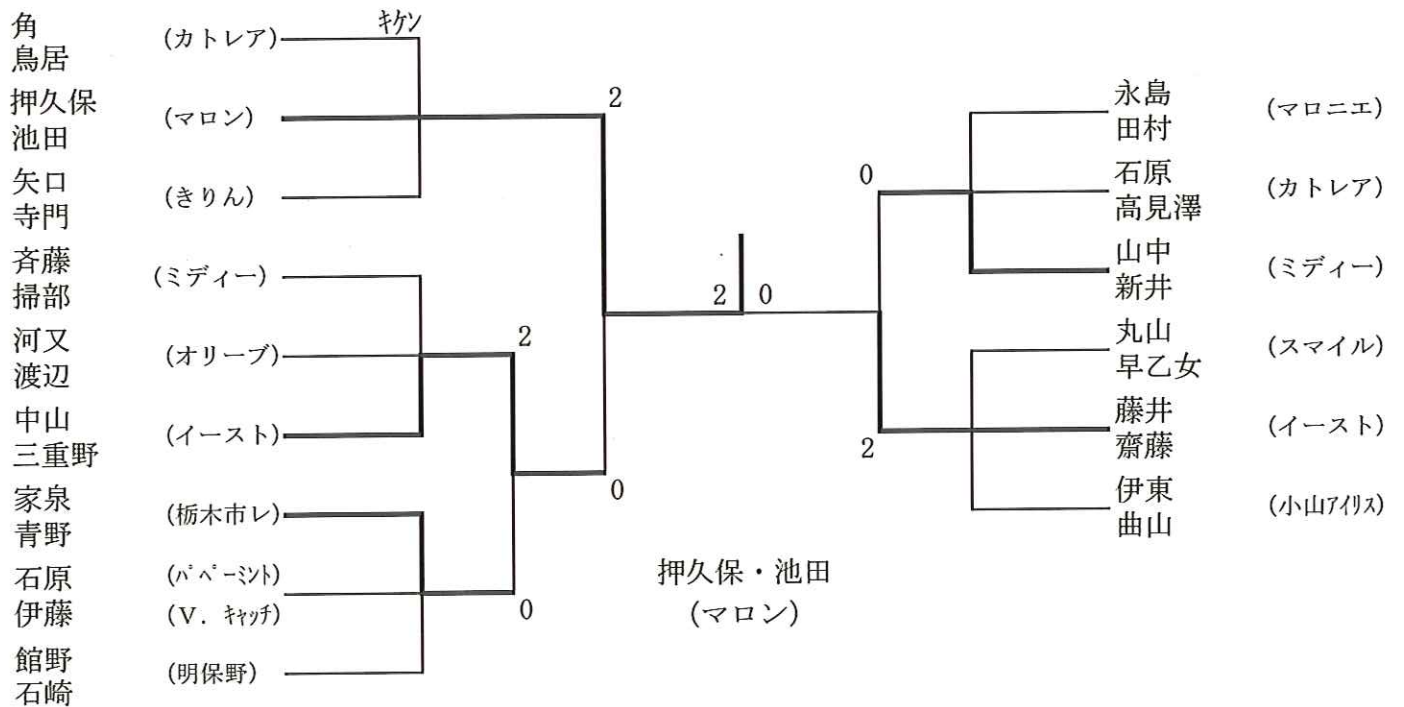 角
鳥居
(カトレア)
キケン
押久保
池田
(マロン)
矢口
寺門
(きりん)
斉藤
掃部
(ミディー)
河又
渡辺
(オリーブ)
中山
三重野
(イースト)
家泉
青野
(栃木市レ)
石原
伊藤
(パペーミント)
(V. キャッチ)
館野
石崎
(明保野)
2
2
0
0
2 0
0
2
永島
田村
(マロニエ)
石原
高見澤
(カトレア)
山中
新井
(ミディー)
丸山
早乙女
(スマイル)
藤井
齋藤
(イースト)
伊東
曲山
(小山アイリス)
押久保・池田
(マロン)